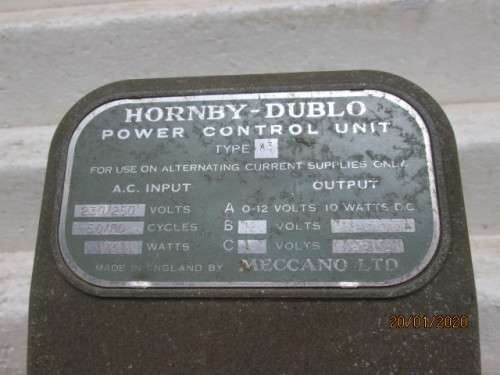 HORNBY-DUBLO
POWER CONTROL UNIT
TYPE A3
FOR USE ON ALTERNATING CURRENT SUPPLIES ONLY.
A.C. INPUT OUTPUT
230/250 VOLTS A 0-12 VOLTS 10 WATTS D.C.
50/60 CYCLES B
WATTS C VOLTS
MADE IN ENGLAND BY MECCANO LTD
20/01/2020